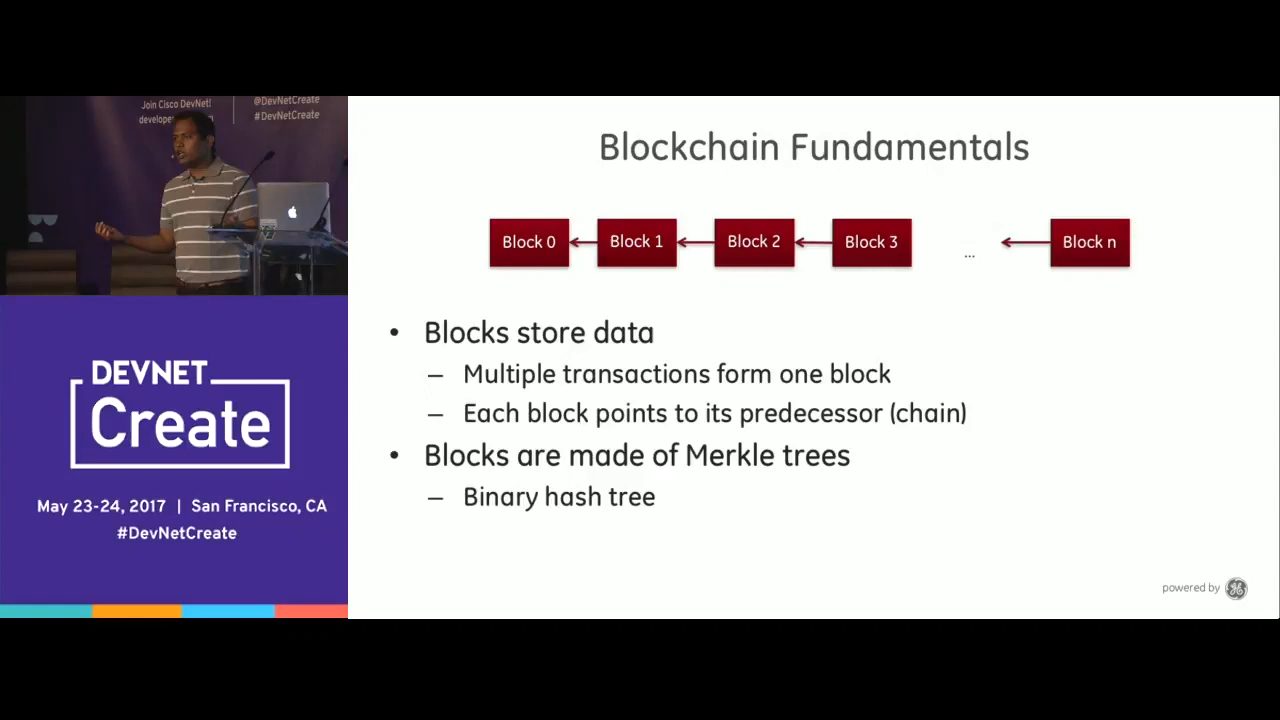 Join Cisco DevNet!
@DevNetCreate
#DevNetCreate
DEVNET
Create
May 23-24, 2017 | San Francisco, CA
#DevNetCreate
Blockchain Fundamentals
Block 0
Block 1
Block 2
Block 3
...
Block n
• Blocks store data
– Multiple transactions form one block
– Each block points to its predecessor (chain)
• Blocks are made of Merkle trees
– Binary hash tree
powered by